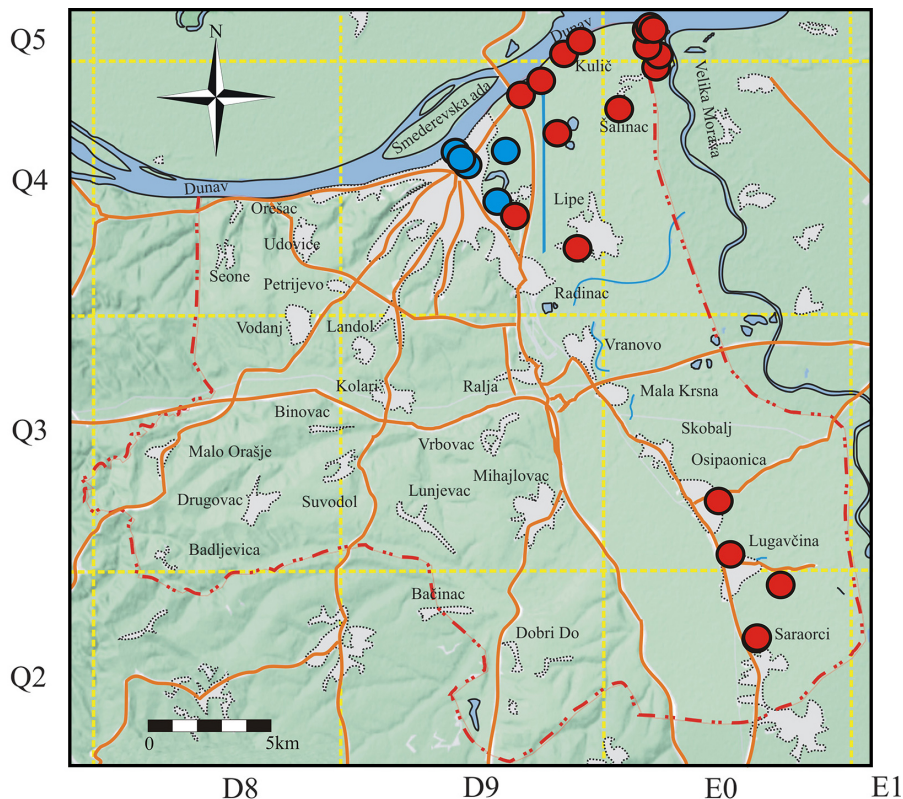 Q5
N
Dunav
Kulič
Velika Morava
Smederevska ada
Šalinac
Q4
Dunav
Orešac
Lipe
Udovice
Seone
Petrijevo
Radinac
Vodanj
Landol
Vranovo
Kolari
Ralja
Mala Krsna
Binovac
Q3
Skobalj
Vrbovac
Malo Orašje
Osipaonica
Mihajlovac
Drugovac
Suvodol
Lunjevac
Lugavčina
Badljevica
Bačinac
Dobri Do
Saraorci
Q2
0
5km
D8
D9
E0
E1